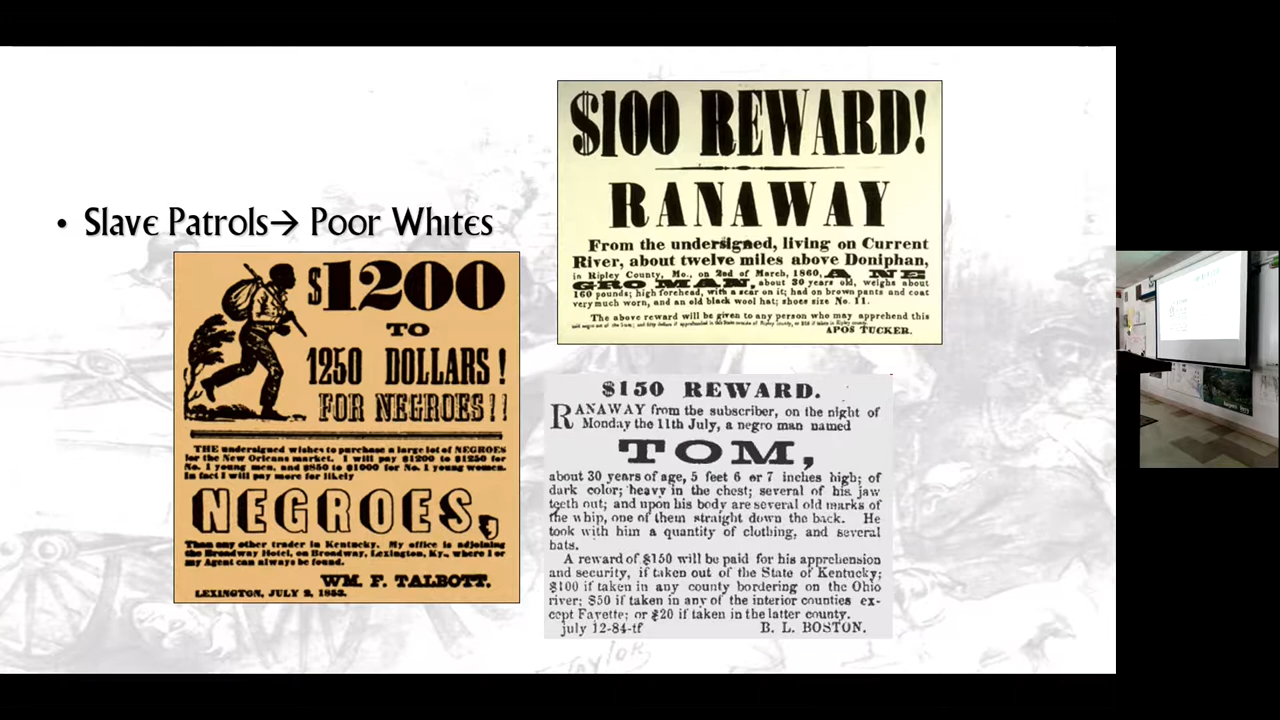 • Slave Patrols→ Poor Whites
$1200
TO
1250 DOLLARS!
FOR NEGROES!!
THE undersigned wishes to purchase a large lot of NEGROES
for the New Orleans market. I will pay $1200 to $1250 for
No. 1 young men, and $850 to $1000 for No. 1 young women.
In fact I will pay more for likely
NEGROES,
Than any other trader in Kentucky. My office is adjoining
the Broadway Hotel, on Broadway, Lexington, Ky., where I or
my Agent can always be found.
WM. F. TALBOTT.
LEXINGTON, JULY 2, 1853.
$100 REWARD!
RANAWAY
From the undersigned, living on Current
River, about twelve miles above Doniphan,
in Ripley County, Mo., on 2nd of March, 1860, A NE
GRO MAN, about 30 years old, weighs about
160 pounds; high forehead, with a scar on it; had on brown pants and coat
very much worn, and an old black wool hat; shoes size No. 11.
The above reward will be given to any person who may apprehend this
said negro out of the State; and fifty dollars if apprehended in this State outside of Ripley county, or $25 if taken in Ripley county.
APOS TUCKER.
$150 REWARD.
RANAWAY from the subscriber, on the night of
Monday the 11th July, a negro man named
TOM,
about 30 years of age, 5 feet 6 or 7 inches high; of
dark color; heavy in the chest; several of his jaw
teeth out; and upon his body are several old marks of
the whip, one of them straight down the back. He
took with him a quantity of clothing, and several
hats.
A reward of $150 will be paid for his apprehension
and security, if taken out of the State of Kentucky;
$100 if taken in any county bordering on the Ohio
river; $50 if taken in any of the interior counties ex-
cept Fayette; or $20 if taken in the latter county.
july 12-84-tf B. L. BOSTON.
Taylor